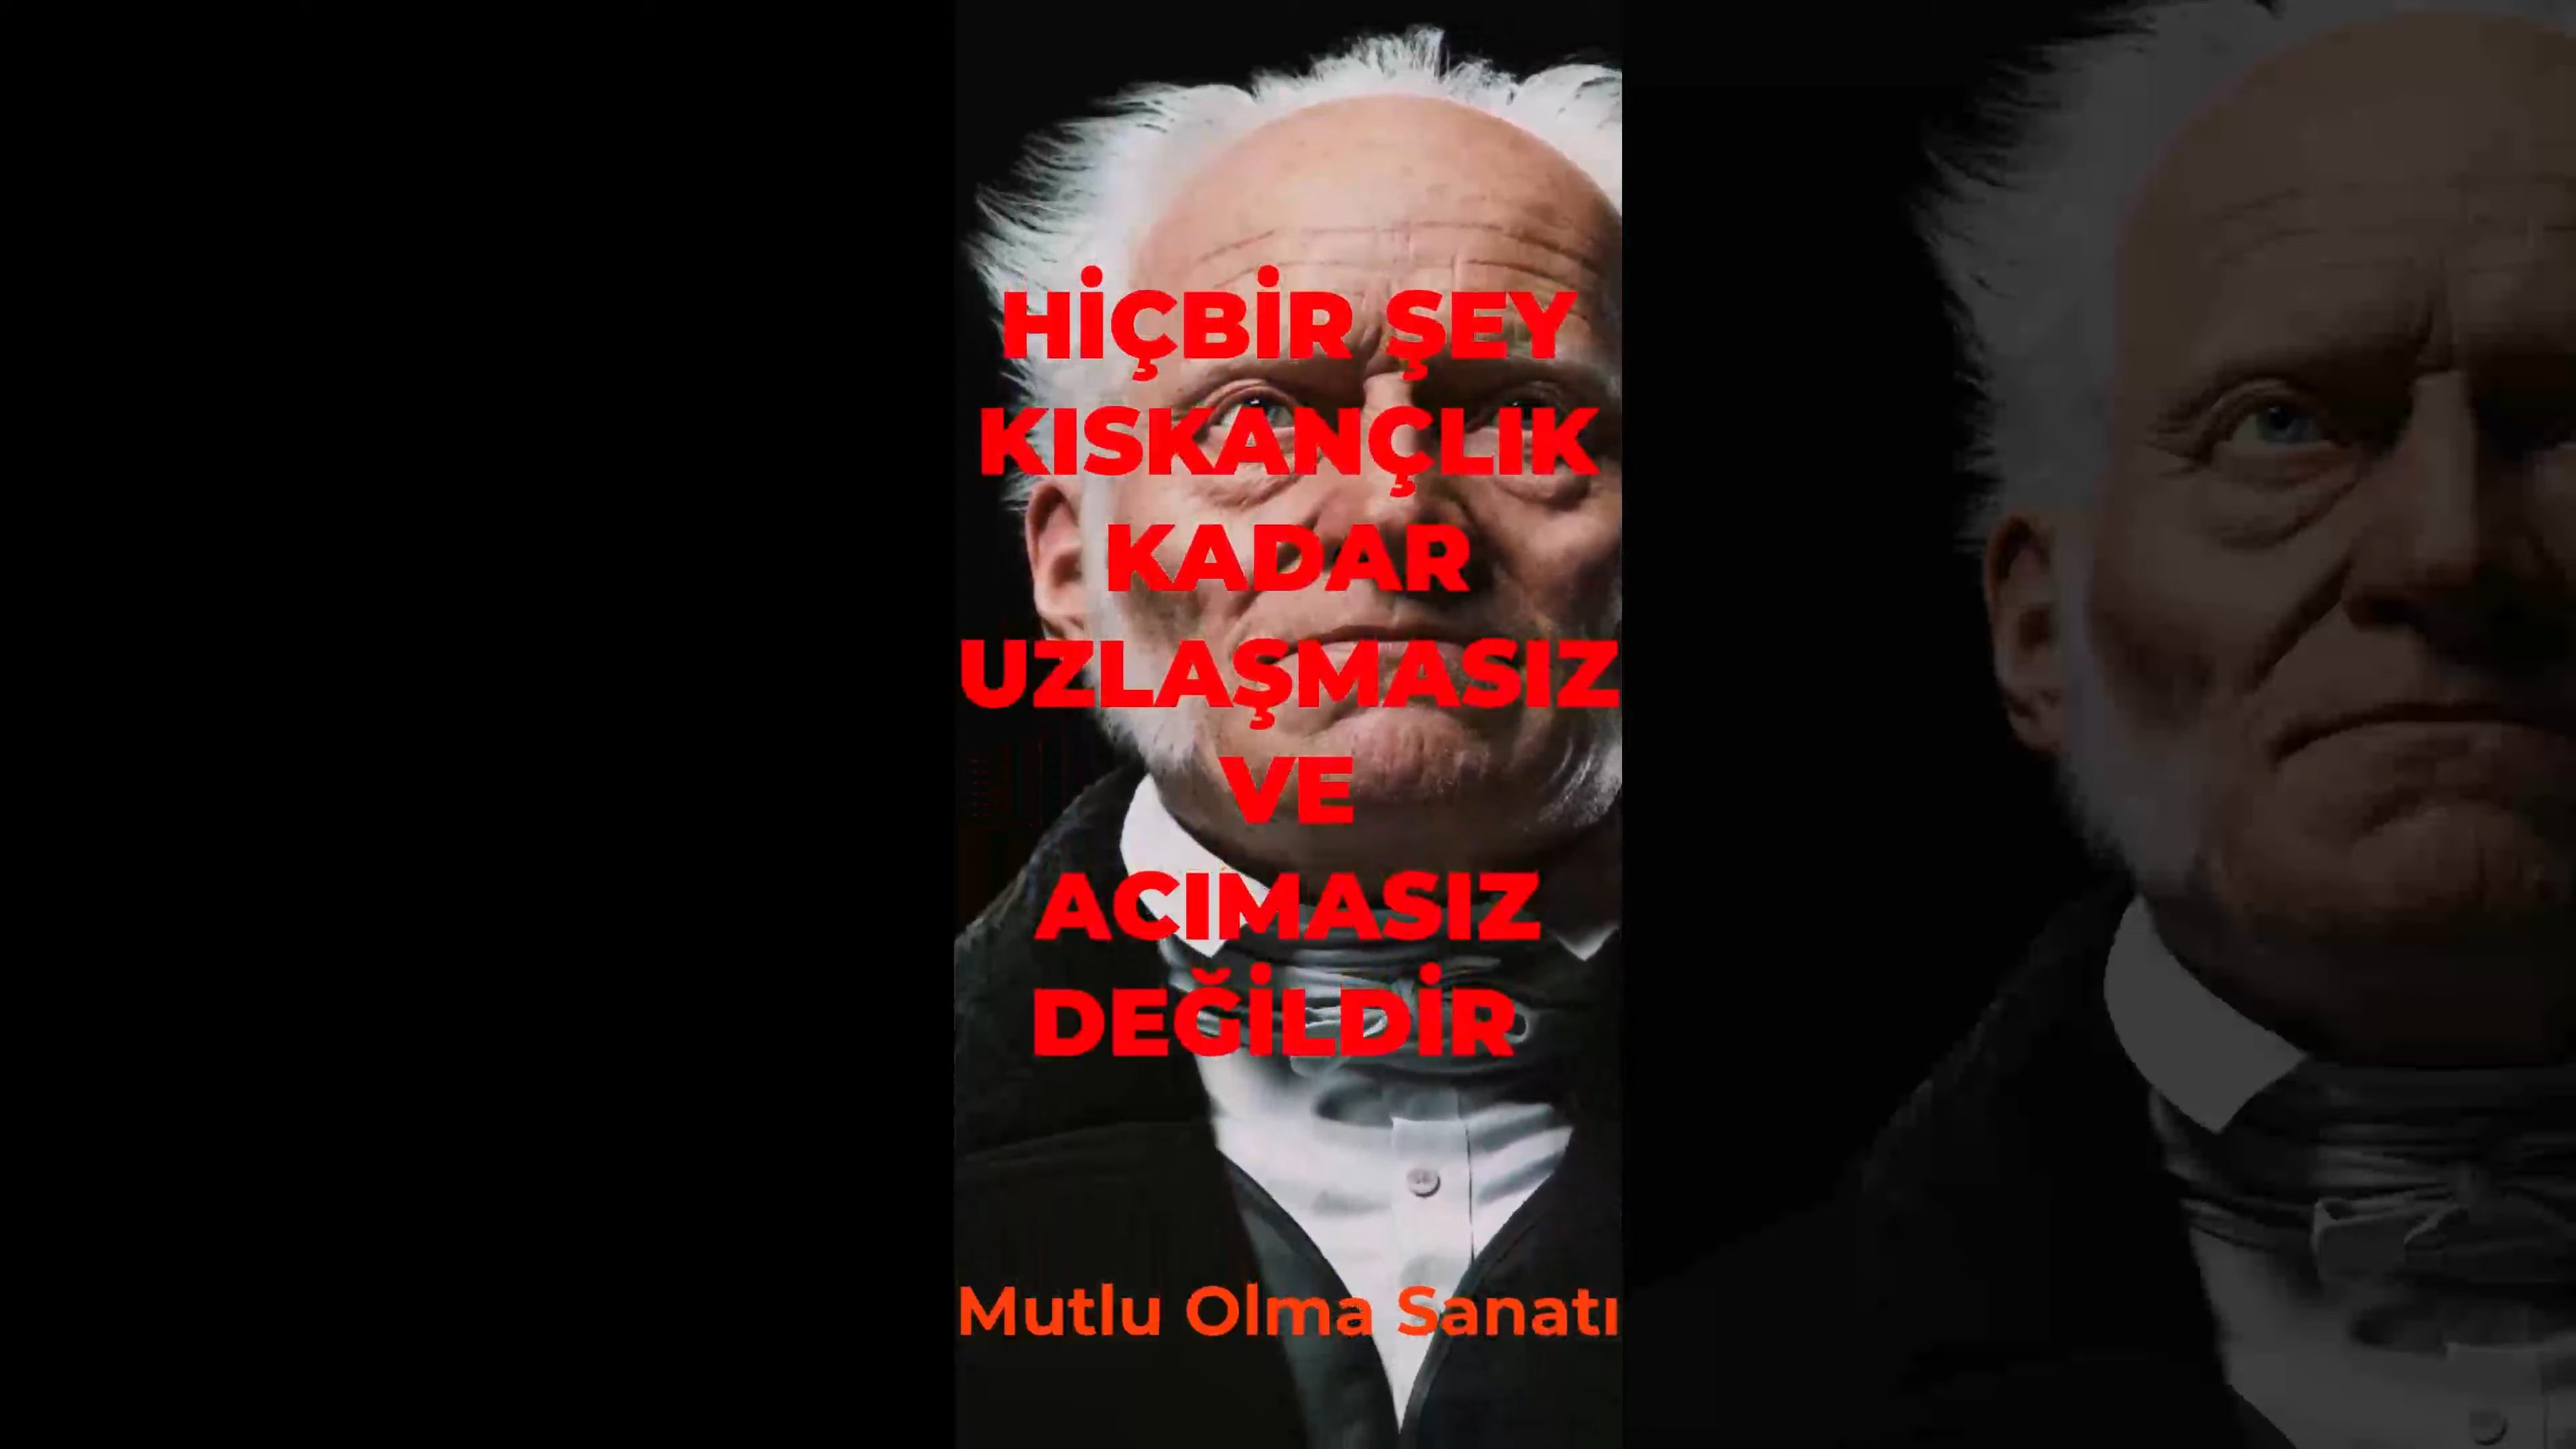 HİÇBİR ŞEY
KISKANÇLIK
KADAR
UZLAŞMASIZ
VE
ACIMASIZ
DEĞİLDİR
Mutlu Olma Sanatı